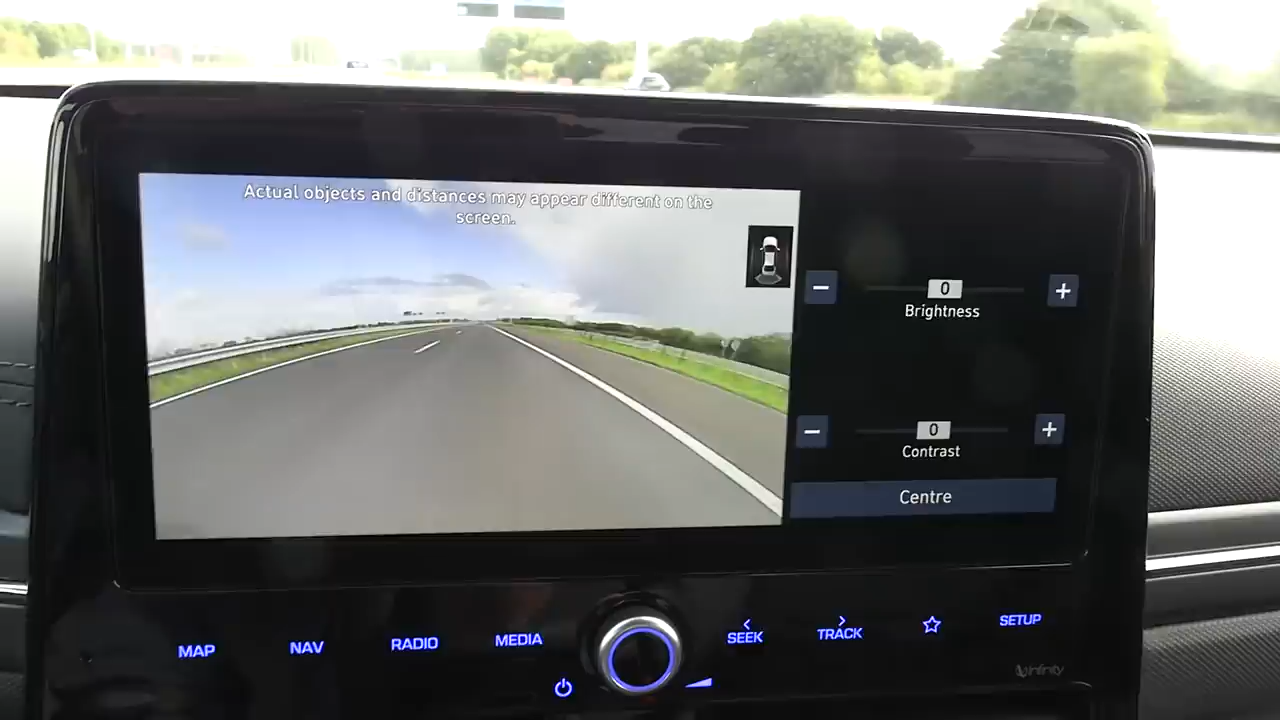 Actual objects and distances may appear different on the
screen.
0
Brightness
0
Contrast
Centre
MAP
NAV
RADIO
MEDIA
SEEK
TRACK
SETUP
infinity